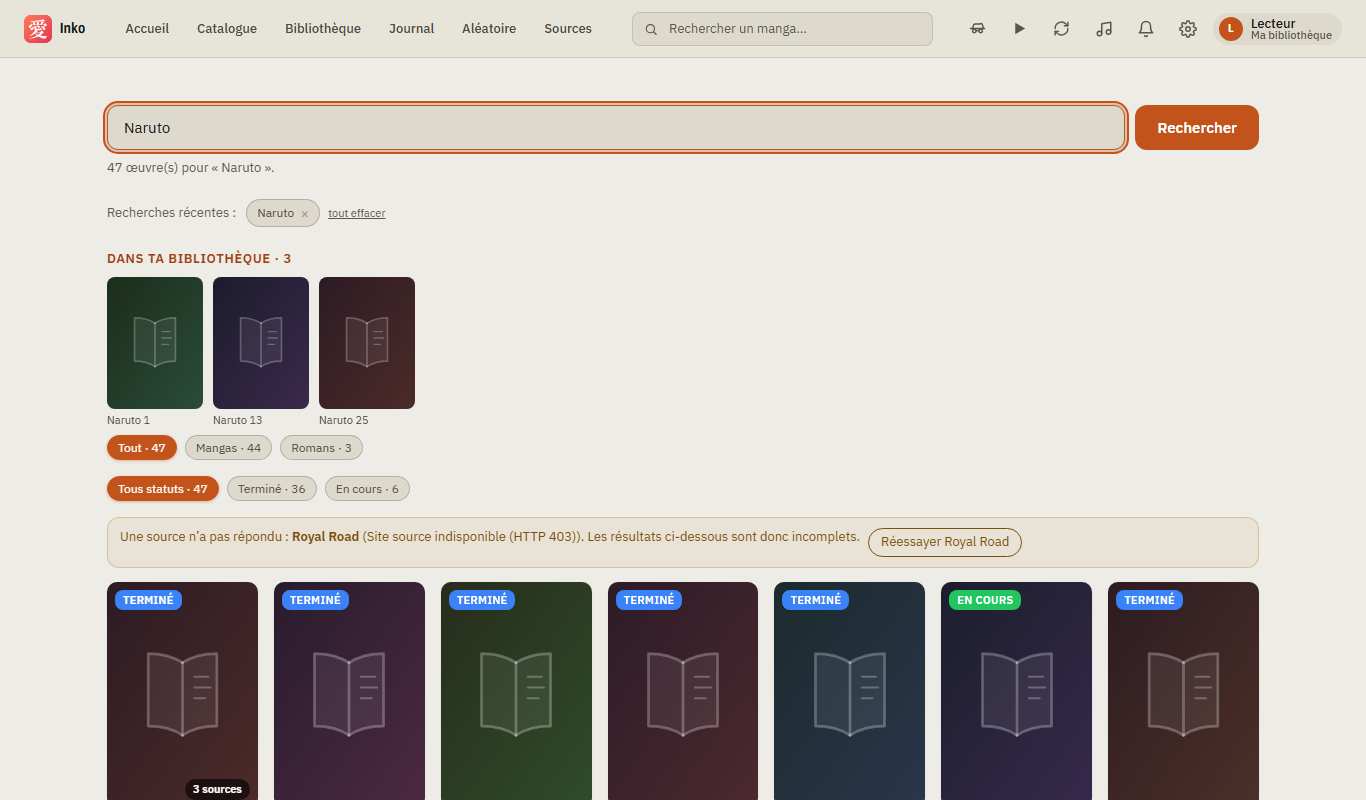 愛 Inko Accueil Catalogue Bibliothèque Journal Aléatoire Sources Rechercher un manga... L Lecteur
Ma bibliothèque
Naruto Rechercher
47 œuvre(s) pour « Naruto ».
Recherches récentes : Naruto × tout effacer
DANS TA BIBLIOTHÈQUE · 3
Naruto 1 Naruto 13 Naruto 25
Tout · 47 Mangas · 44 Romans · 3
Tous statuts · 47 Terminé · 36 En cours · 6
Une source n'a pas répondu : Royal Road (Site source indisponible (HTTP 403)). Les résultats ci-dessous sont donc incomplets. Réessayer Royal Road
TERMINÉ TERMINÉ TERMINÉ TERMINÉ TERMINÉ EN COURS TERMINÉ
3 sources